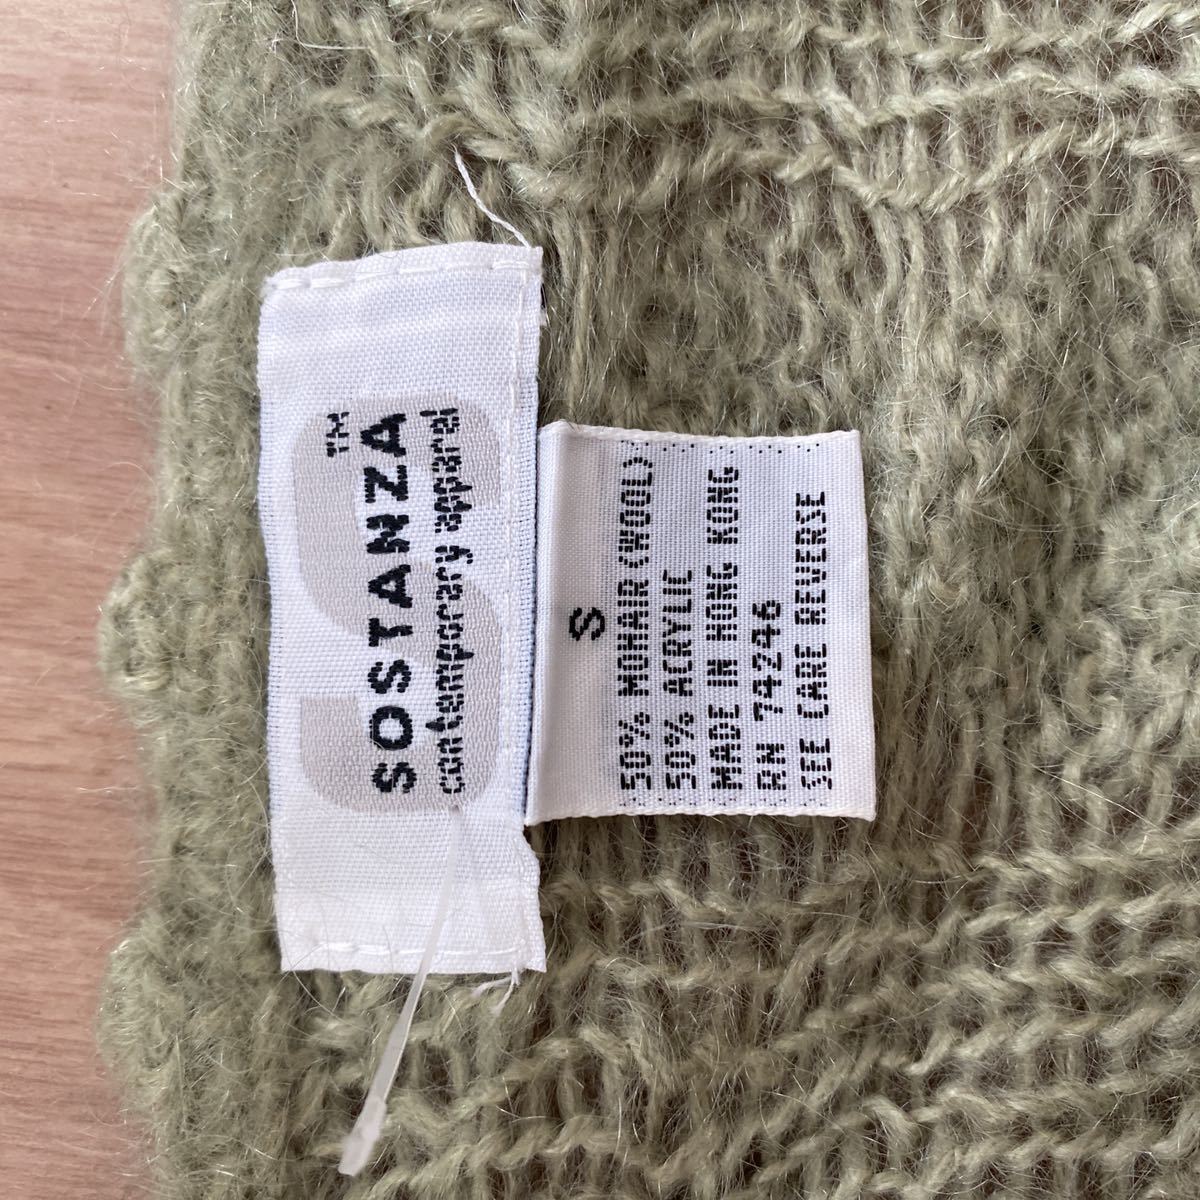 SOSTANZA™
contemporary apparel
S
50% MOHAIR (WOOL)
50% ACRYLIC
MADE IN HONG KONG
RN 74246
SEE CARE REVERSE